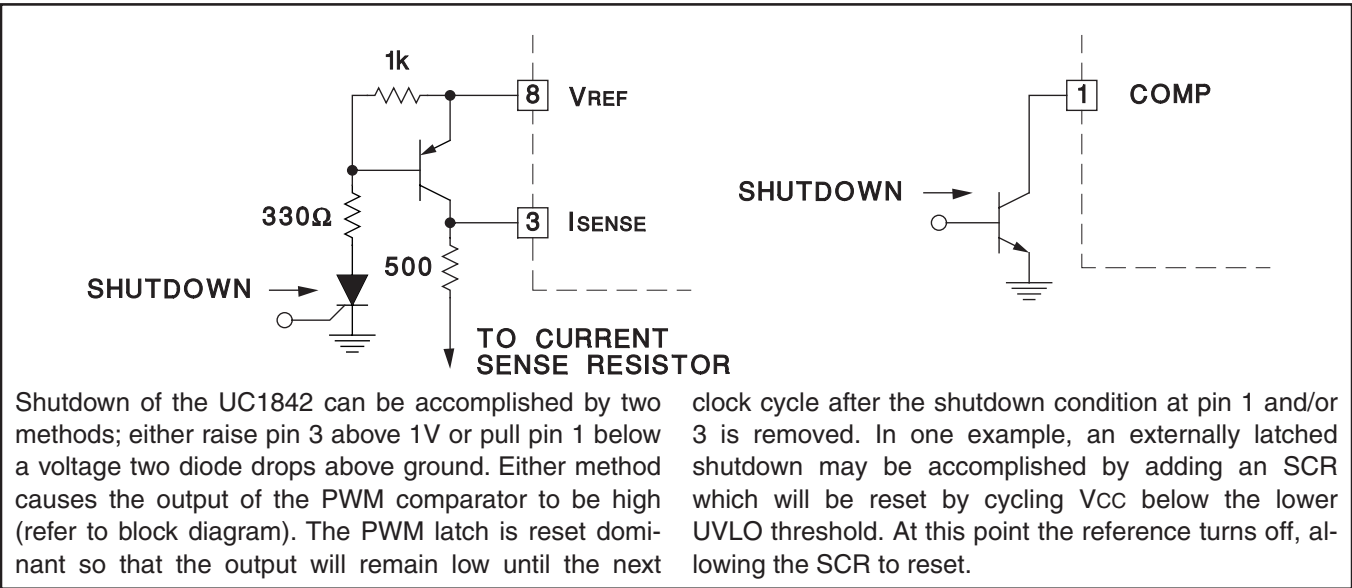 1k
8 VREF
330Ω
3 ISENSE
500
SHUTDOWN
TO CURRENT
SENSE RESISTOR
1 COMP
SHUTDOWN
Shutdown of the UC1842 can be accomplished by two
methods; either raise pin 3 above 1V or pull pin 1 below
a voltage two diode drops above ground. Either method
causes the output of the PWM comparator to be high
(refer to block diagram). The PWM latch is reset domi-
nant so that the output will remain low until the next
clock cycle after the shutdown condition at pin 1 and/or
3 is removed. In one example, an externally latched
shutdown may be accomplished by adding an SCR
which will be reset by cycling VCC below the lower
UVLO threshold. At this point the reference turns off, al-
lowing the SCR to reset.